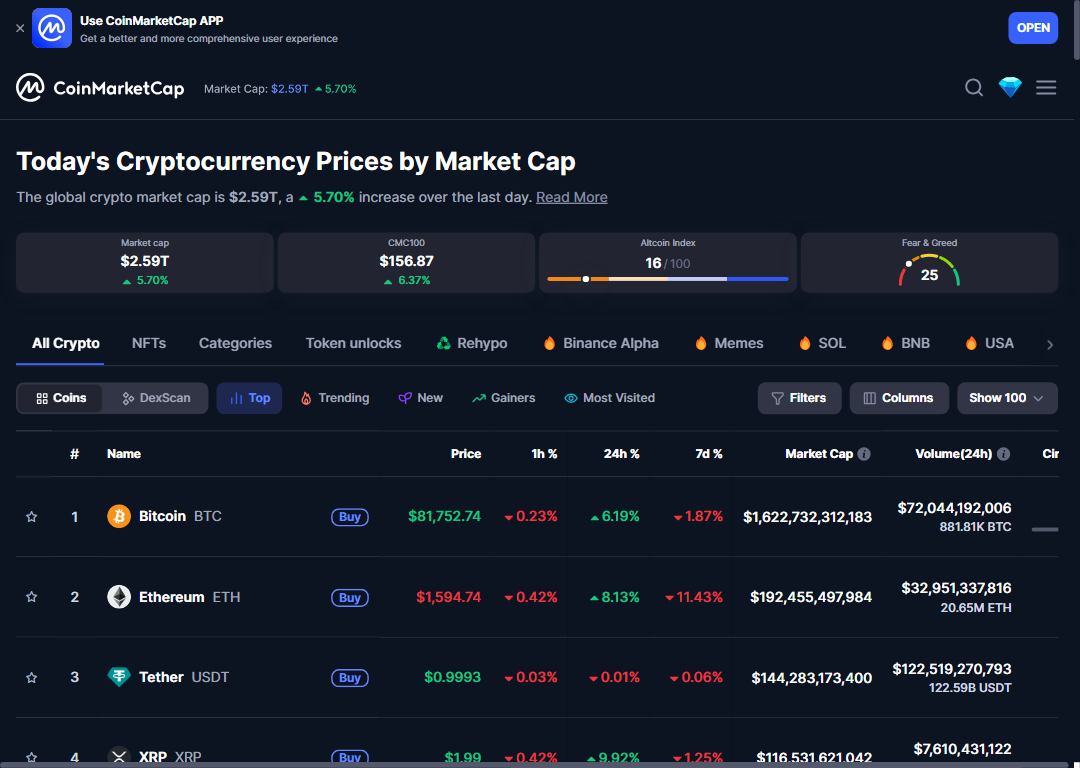 Use CoinMarketCap APP
Get a better and more comprehensive user experience
OPEN
CoinMarketCap Market Cap: $2.59T 5.70%
Today's Cryptocurrency Prices by Market Cap
The global crypto market cap is $2.59T, a 5.70% increase over the last day. Read More
Market cap
$2.59T
5.70%
CMC100
$156.87
6.37%
Altcoin Index
16/100
Fear & Greed
25
All Crypto NFTs Categories Token unlocks Rehypo Binance Alpha Memes SOL BNB USA
Coins DexScan Top Trending New Gainers Most Visited Filters Columns Show 100
# Name Price 1h % 24h % 7d % Market Cap Volume(24h) Cir
1 Bitcoin BTC Buy $81,752.74 0.23% 6.19% 1.87% $1,622,732,312,183 $72,044,192,006
881.81K BTC
2 Ethereum ETH Buy $1,594.74 0.42% 8.13% 11.43% $192,455,497,984 $32,951,337,816
20.65M ETH
3 Tether USDT Buy $0.9993 0.03% 0.01% 0.06% $144,283,173,400 $122,519,270,793
122.59B USDT
4 XRP XRP Buy $1.99 0.42% 9.92% 1.25% $116,531,621,042 $7,610,431,122